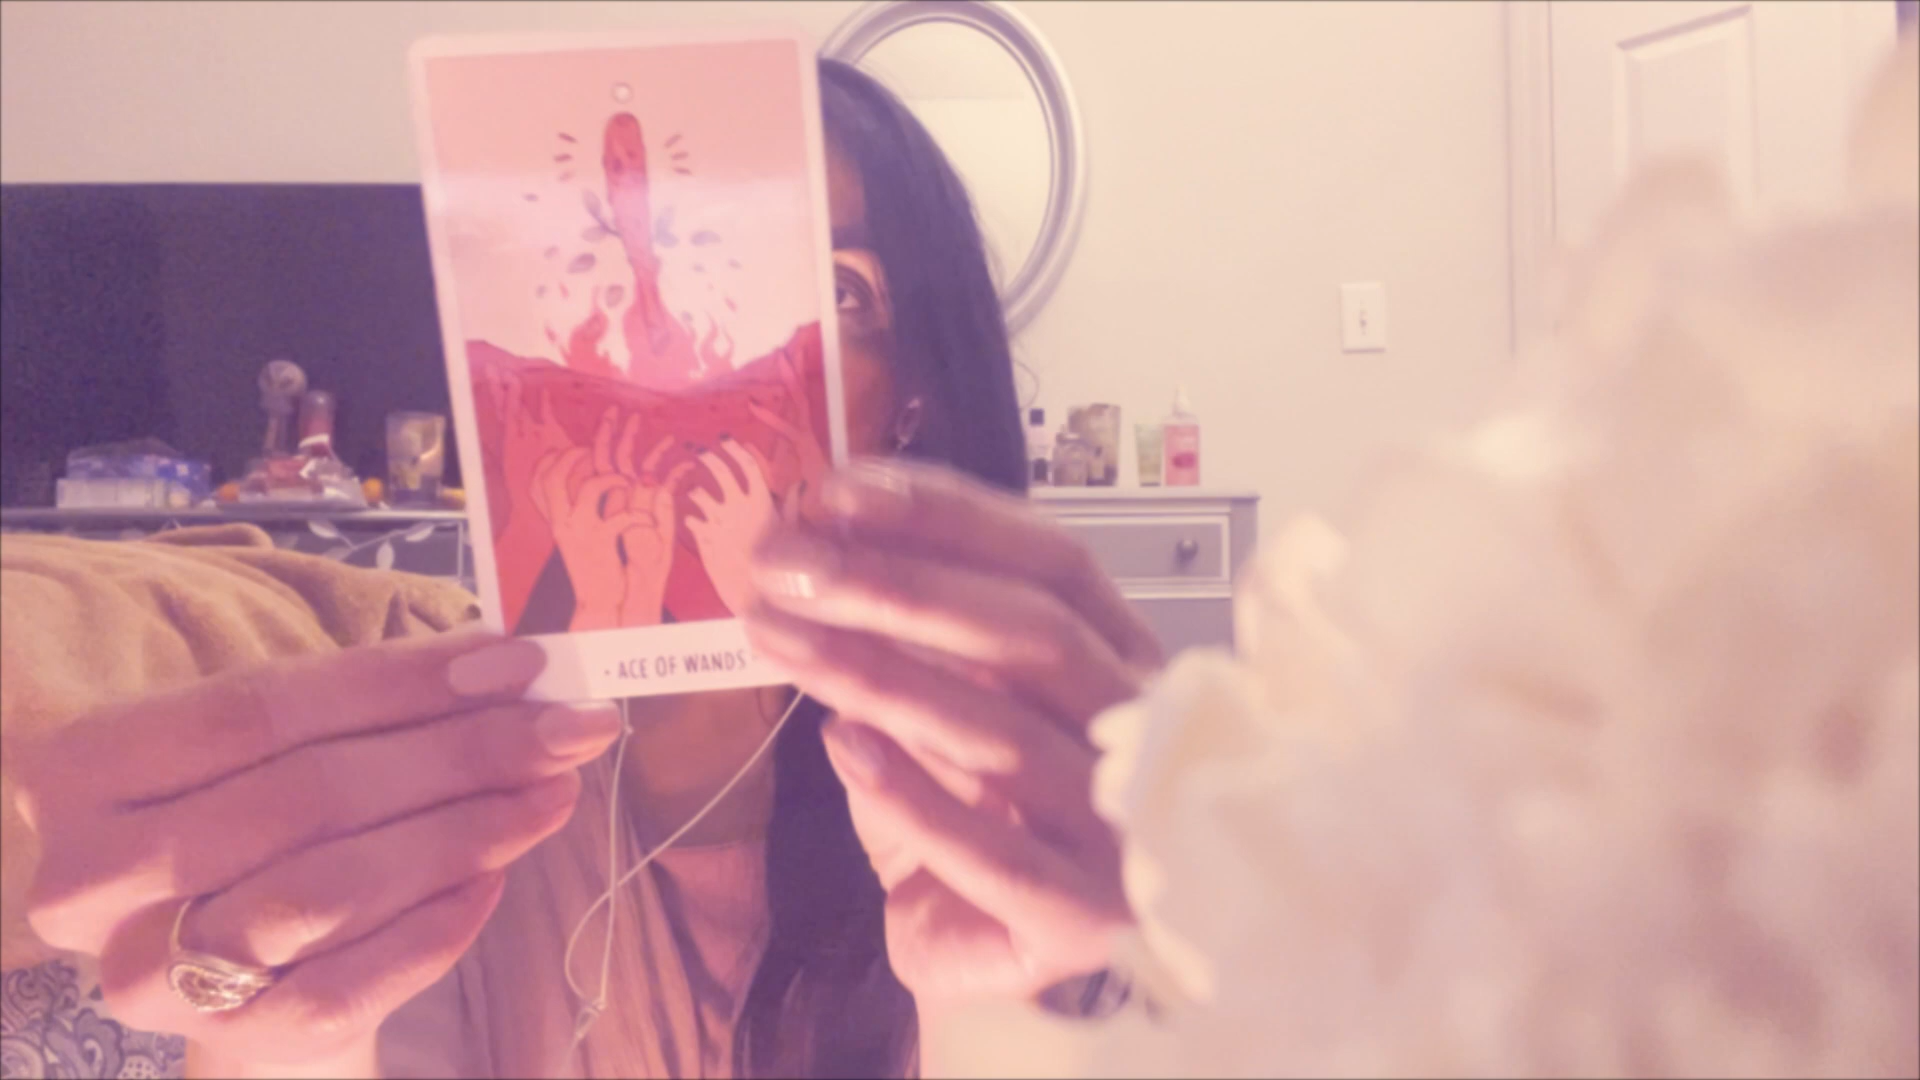 • ACE OF WANDS •